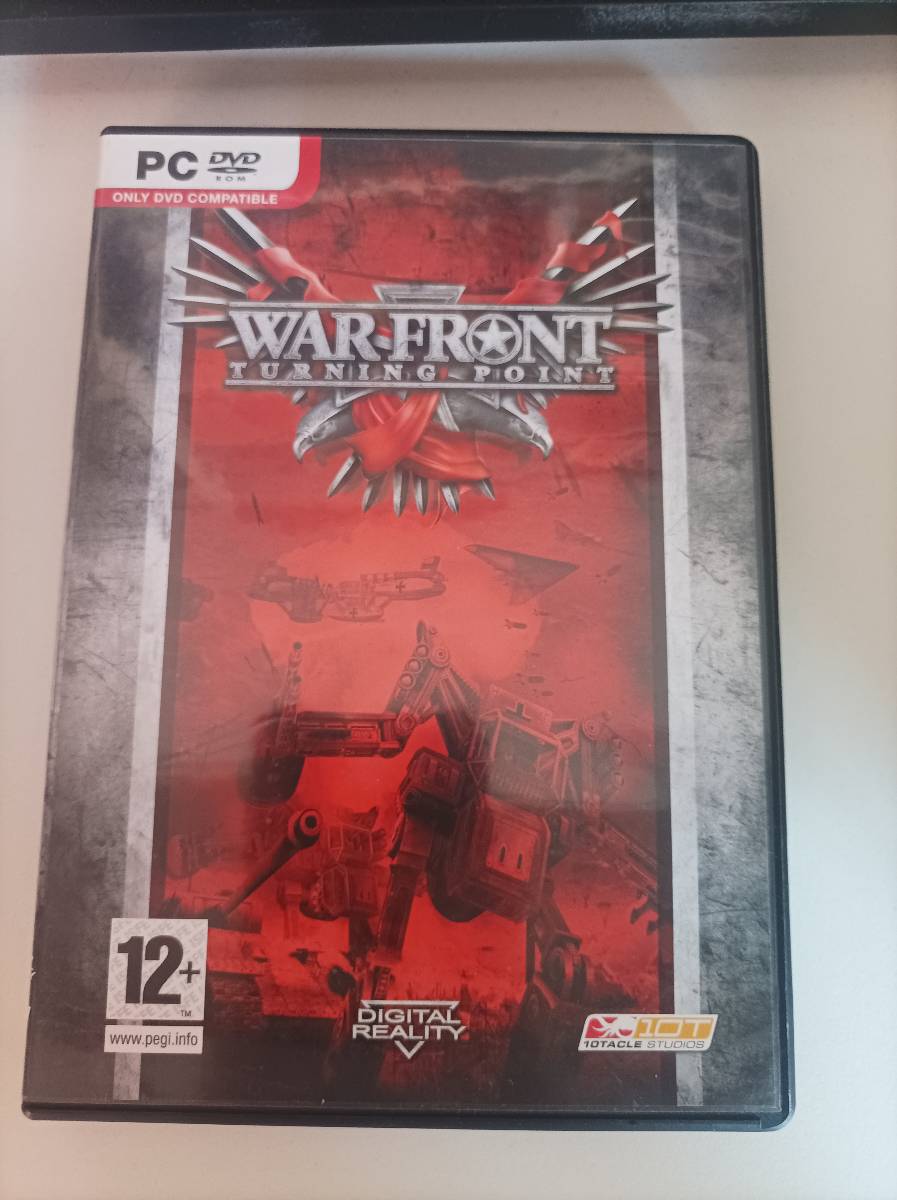 PC DVD
ROM
ONLY DVD COMPATIBLE
WAR FRONT
TURNING POINT
12+
TM
www.pegi.info
DIGITAL
REALITY
10T
10TACLE STUDIOS